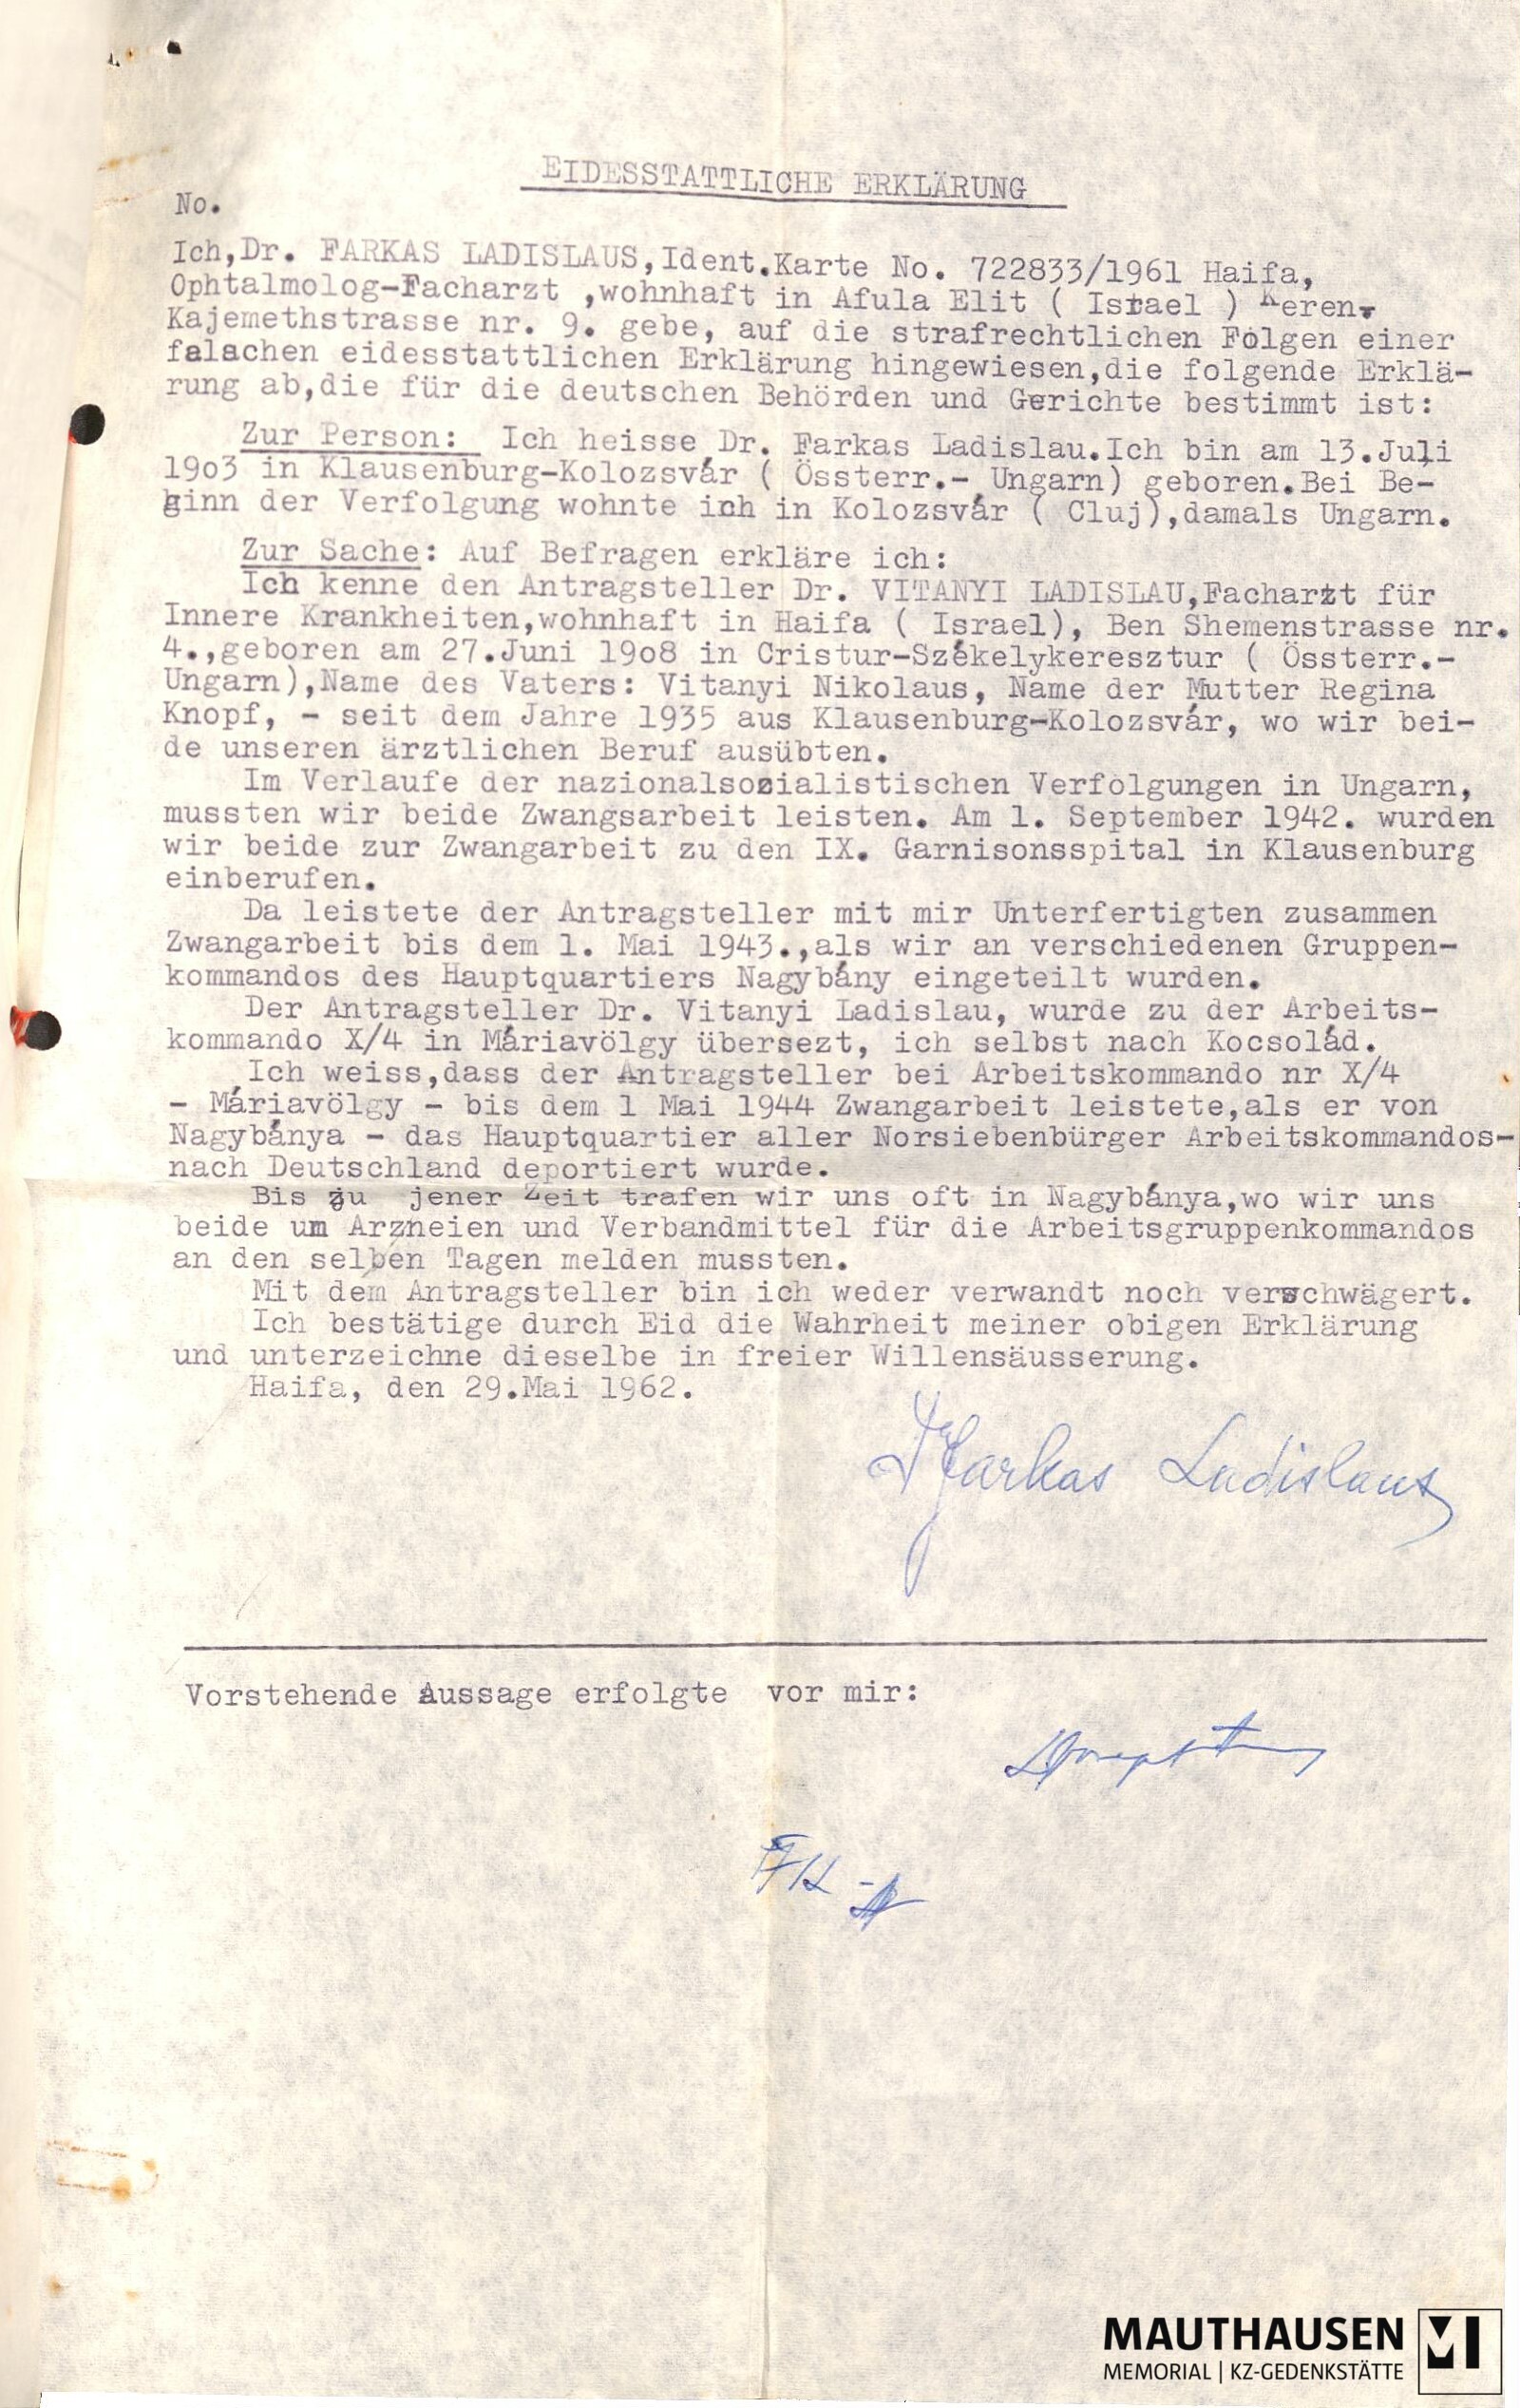 EIDESSTATTLICHE ERKLÄRUNG
No.
Ich,Dr. FARKAS LADISLAUS,Ident.Karte No. 722833/1961 Haifa,
Ophtalmolog-Facharzt ,wohnhaft in Afula Elit ( Israel ) Keren-
Kajemethstrasse nr. 9. gebe, auf die strafrechtlichen Folgen einer
falschen eidesstattlichen Erklärung hingewiesen,die folgende Erklä-
rung ab,die für die deutschen Behörden und Gerichte bestimmt ist:
Zur Person: Ich heisse Dr. Farkas Ladislau.Ich bin am 13.Juli
19o3 in Klausenburg-Kolozsvár ( Össterr.- Ungarn) geboren.Bei Be-
ginn der Verfolgung wohnte ich in Kolozsvár ( Cluj),damals Ungarn.
Zur Sache: Auf Befragen erkläre ich:
Ich kenne den Antragsteller Dr. VITANYI LADISLAU,Facharzt für
Innere Krankheiten,wohnhaft in Haifa ( Israel), Ben Shemenstrasse nr.
4.,geboren am 27.Juni 19o8 in Cristur-Székelykeresztur ( Össterr.-
Ungarn),Name des Vaters: Vitanyi Nikolaus, Name der Mutter Regina
Knopf, - seit dem Jahre 1935 aus Klausenburg-Kolozsvár, wo wir bei-
de unseren ärztlichen Beruf ausübten.
Im Verlaufe der nazionalsozialistischen Verfolgungen in Ungarn,
mussten wir beide Zwangsarbeit leisten. Am 1. September 1942. wurden
wir beide zur Zwangarbeit zu den IX. Garnisonsspital in Klausenburg
einberufen.
Da leistete der Antragsteller mit mir Unterfertigten zusammen
Zwangarbeit bis dem 1. Mai 1943.,als wir an verschiedenen Gruppen-
kommandos des Hauptquartiers Nagybány eingeteilt wurden.
Der Antragsteller Dr. Vitanyi Ladislau, wurde zu der Arbeits-
kommando X/4 in Máriavölgy übersezt, ich selbst nach Kocsolád.
Ich weiss,dass der Antragsteller bei Arbeitskommando nr X/4
- Máriavölgy - bis dem 1 Mai 1944 Zwangarbeit leistete,als er von
Nagybánya - das Hauptquartier aller Norsiebenbürger Arbeitskommandos-
nach Deutschland deportiert wurde.
Bis zu jener Zeit trafen wir uns oft in Nagybánya,wo wir uns
beide um Arzneien und Verbandmittel für die Arbeitsgruppenkommandos
an den selben Tagen melden mussten.
Mit dem Antragsteller bin ich weder verwandt noch verschwägert.
Ich bestätige durch Eid die Wahrheit meiner obigen Erklärung
und unterzeichne dieselbe in freier Willensäusserung.
Haifa, den 29.Mai 1962.
Dr Farkas Ladislaus
Vorstehende Aussage erfolgte vor mir:
MAUTHAUSEN
MEMORIAL | KZ-GEDENKSTÄTTE